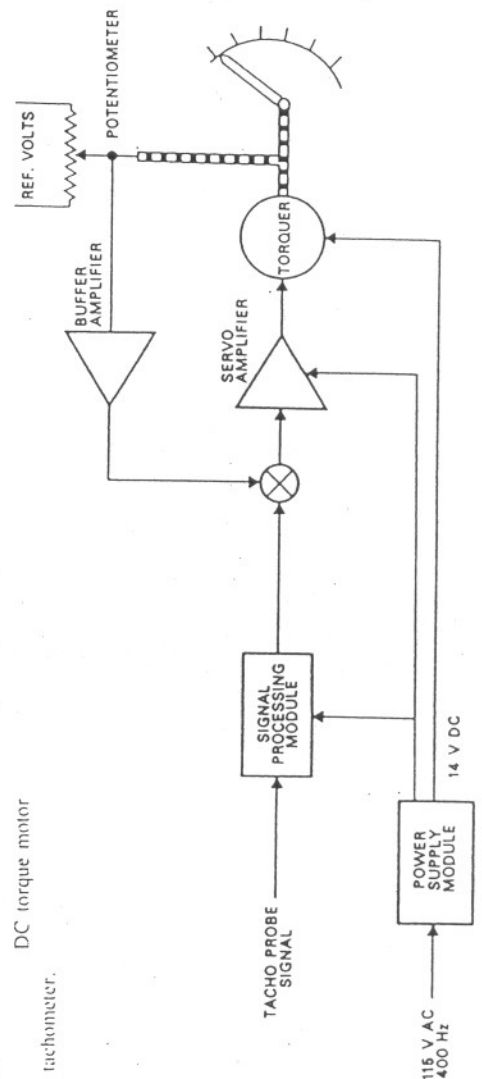 DC torque motor
tachometer.
REF. VOLTS
POTENTIOMETER
BUFFER
AMPLIFIER
SERVO
AMPLIFIER
TORQUER
SIGNAL
PROCESSING
MODULE
TACHO PROBE
SIGNAL
14 V DC
POWER
SUPPLY
MODULE
115 V AC
400 Hz